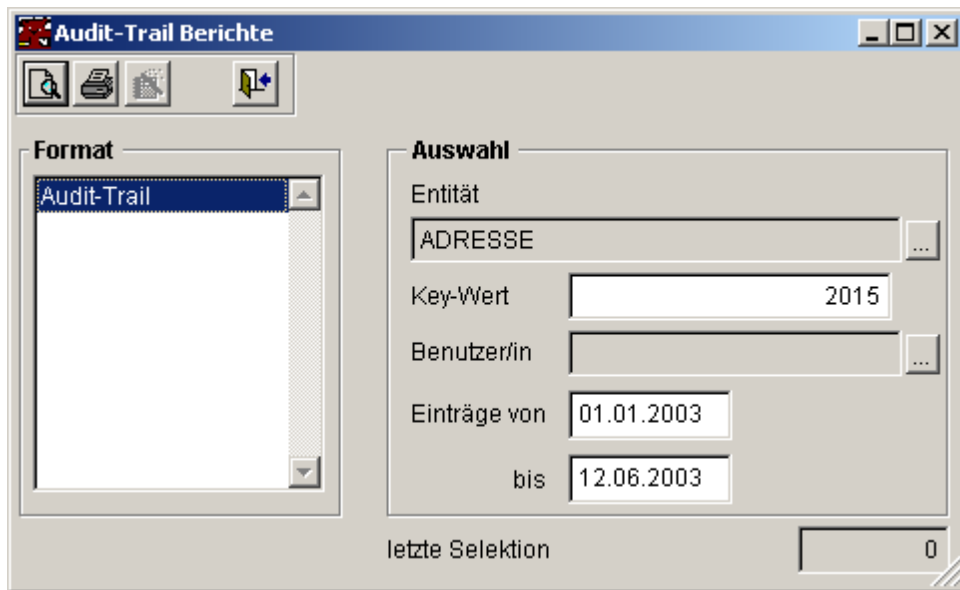 Audit-Trail Berichte
Format
Audit-Trail
Auswahl
Entität
ADRESSE ...
Key-Wert 2015
Benutzer/in ...
Einträge von 01.01.2003
bis 12.06.2003
letzte Selektion 0